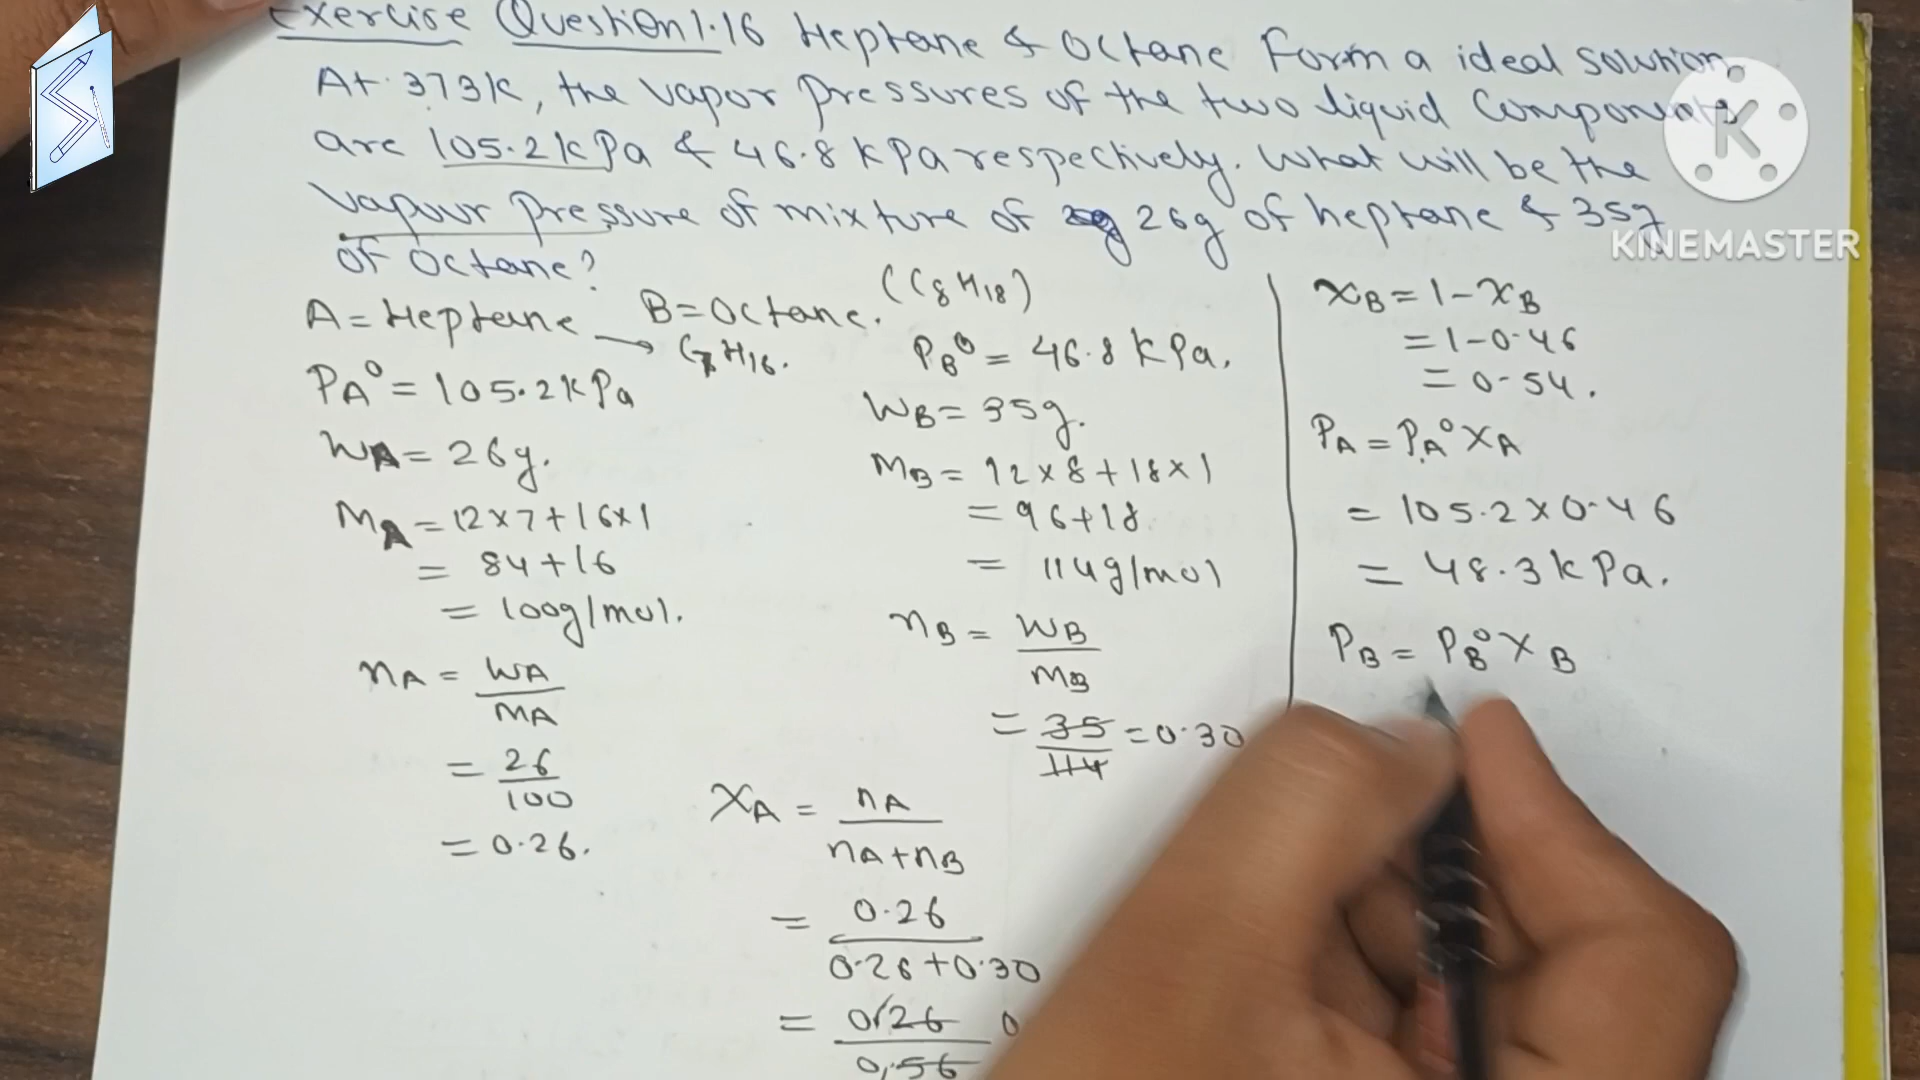 Exercise Question 1.16 Heptane & Octane Form a ideal solution
At 373K, the vapor pressures of the two liquid Components
are 105.2kPa & 46.8 kPa respectively. What will be the
vapour pressure of mixture of 26g of heptane & 35g
of Octane?
KINEMASTER
A = Heptane → C7H16.
PA° = 105.2kPa
WA = 26g.
MA = 12×7+16×1
= 84+16
= 100g/mol.
nA = WA/MA
= 26/100
= 0.26.
B = Octane. (C8H18)
PB° = 46.8 kPa.
WB = 35g.
MB = 12×8+18×1
= 96+18
= 114g/mol
nB = WB/MB
= 35/114 = 0.30
XA = nA/nA+nB
= 0.26/0.26+0.30
= 0.26/0.56
xB = 1-xB
= 1-0.46
= 0.54.
PA = PA° XA
= 105.2×0.46
= 48.3kPa.
PB = PB° XB